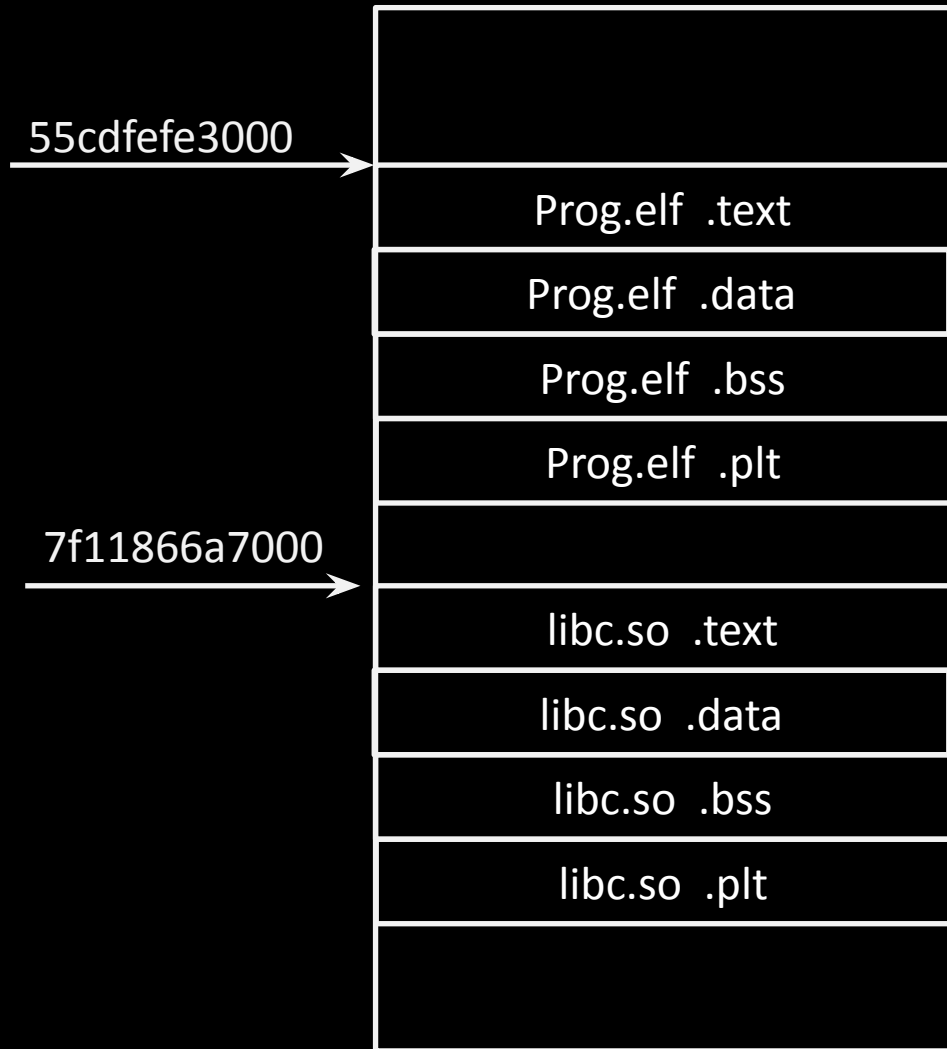 55cdfefe3000
Prog.elf .text
Prog.elf .data
Prog.elf .bss
Prog.elf .plt
7f11866a7000
libc.so .text
libc.so .data
libc.so .bss
libc.so .plt